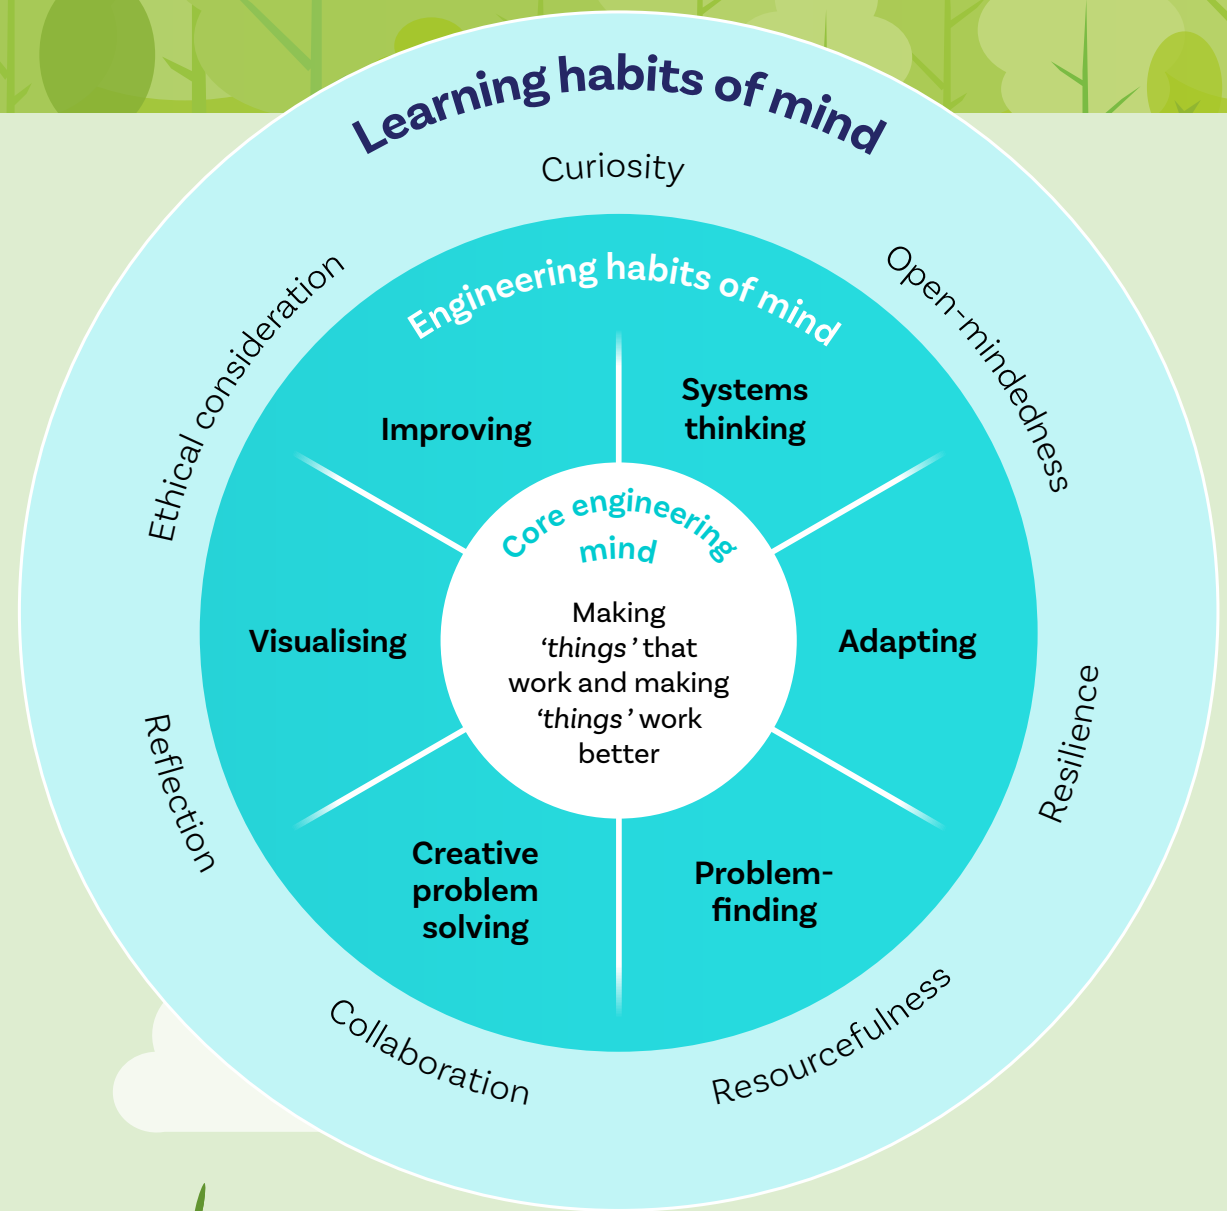 Learning habits of mind
Curiosity
Open-mindedness
Resilience
Resourcefulness
Collaboration
Reflection
Ethical consideration
Engineering habits of mind
Systems
thinking
Adapting
Problem-
finding
Creative
problem
solving
Visualising
Improving
Core engineering
mind
Making
‘things’ that
work and making
‘things’ work
better